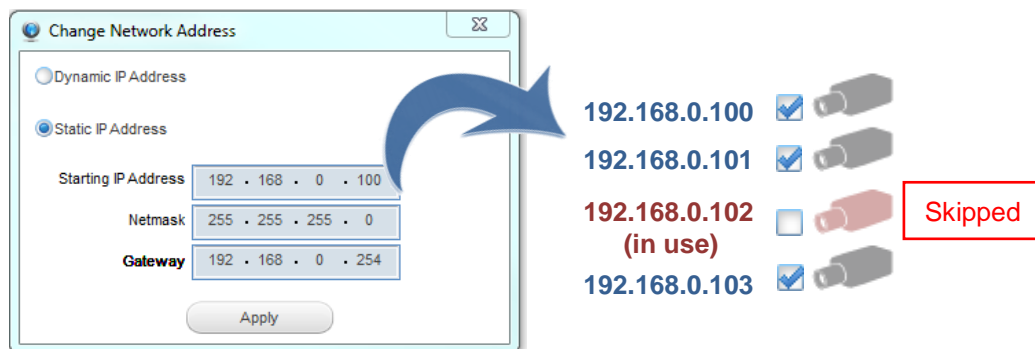 Change Network Address
Dynamic IP Address
Static IP Address
Starting IP Address 192 . 168 . 0 . 100
Netmask 255 . 255 . 255 . 0
Gateway 192 . 168 . 0 . 254
Apply
192.168.0.100
192.168.0.101
192.168.0.102
(in use)
Skipped
192.168.0.103